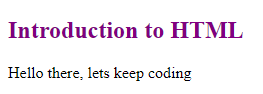 Introduction to HTML
Hello there, lets keep coding